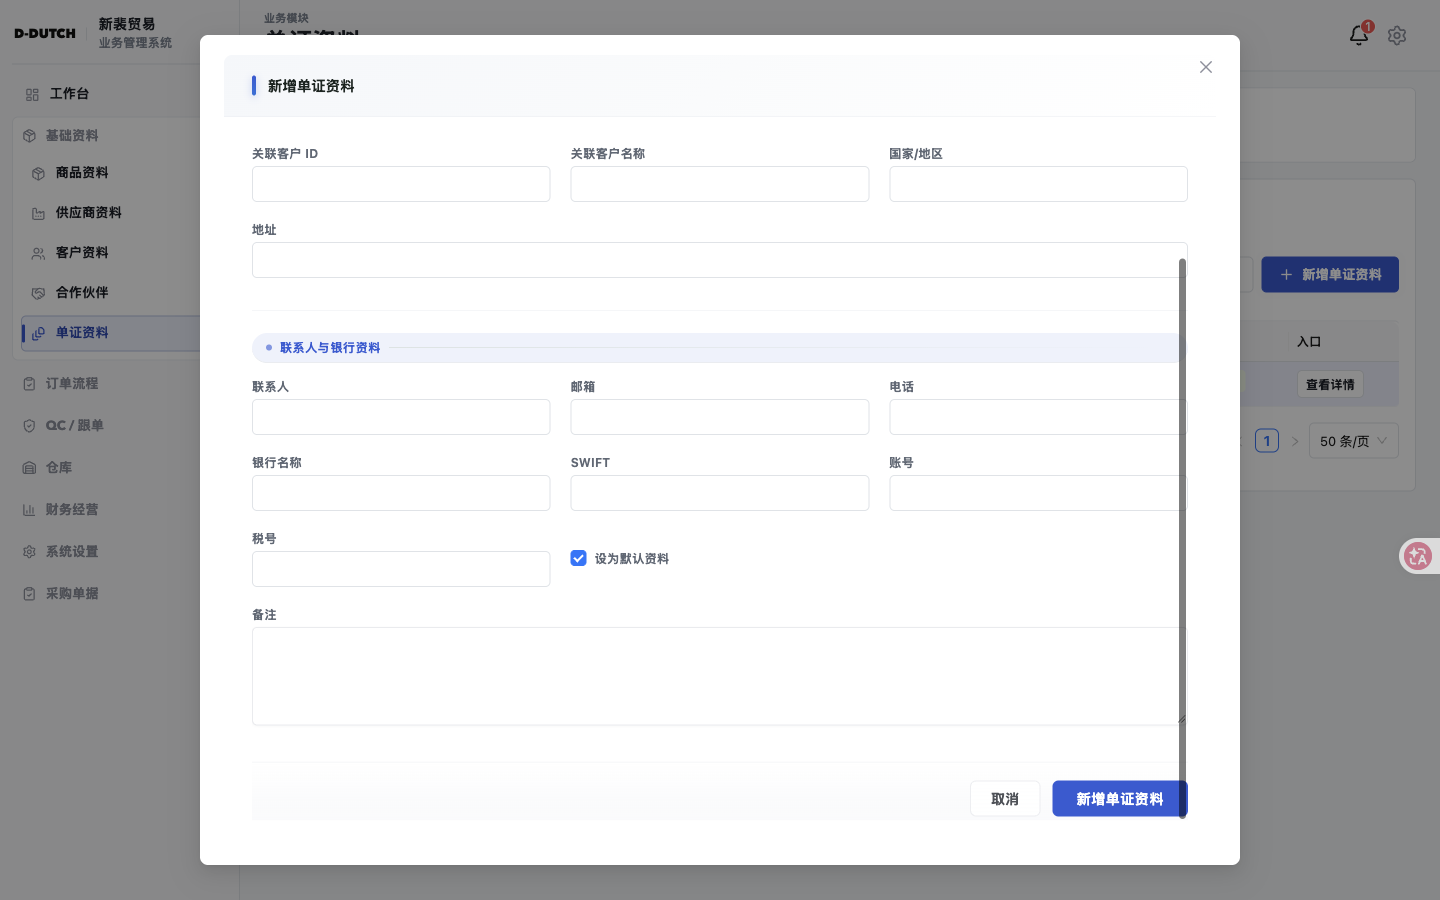 D-DUTCH
新裴贸易
业务管理系统
业务模块
1
工作台
基础资料
商品资料
供应商资料
客户资料
合作伙伴
单证资料
订单流程
QC / 跟单
仓库
财务经营
系统设置
采购单据
新增单证资料
关联客户 ID
关联客户名称
国家/地区
地址
联系人与银行资料
联系人
邮箱
电话
银行名称
SWIFT
账号
税号
设为默认资料
备注
取消
新增单证资料
新增单证资料
入口
查看详情
1
50 条/页